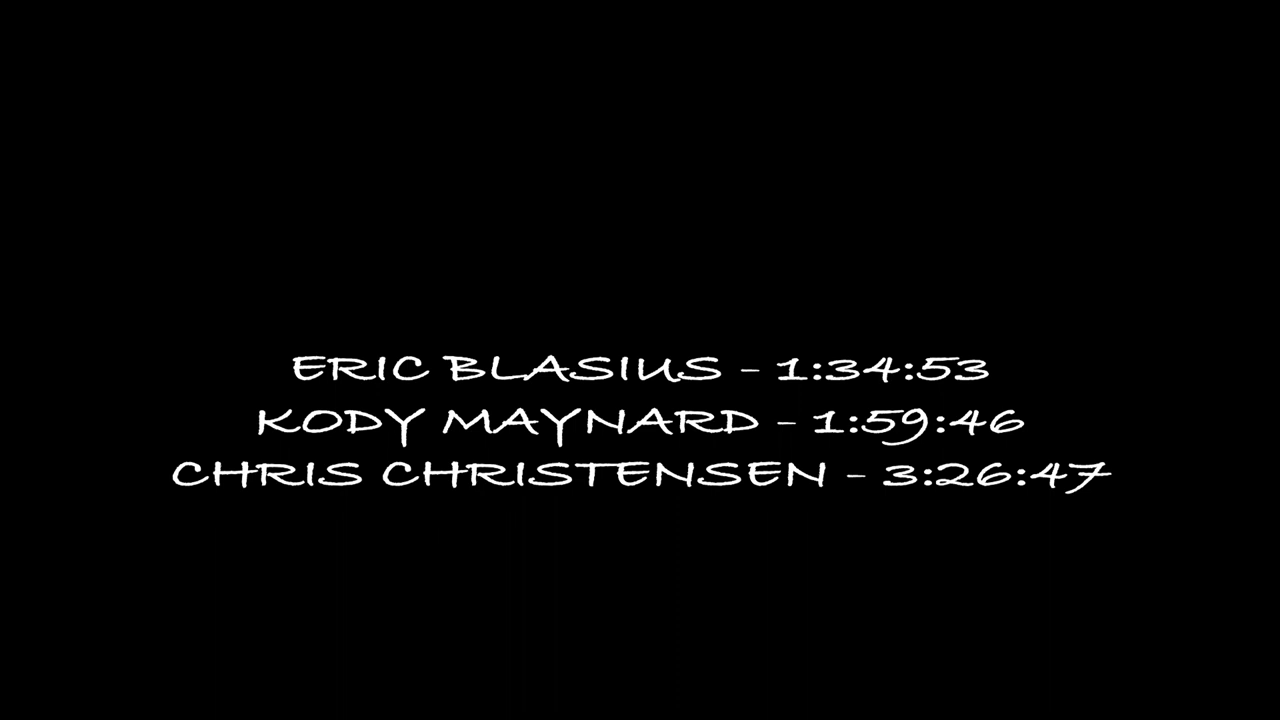 ERIC BLASIUS - 1:34:53
KODY MAYNARD - 1:59:46
CHRIS CHRISTENSEN - 3:26:47